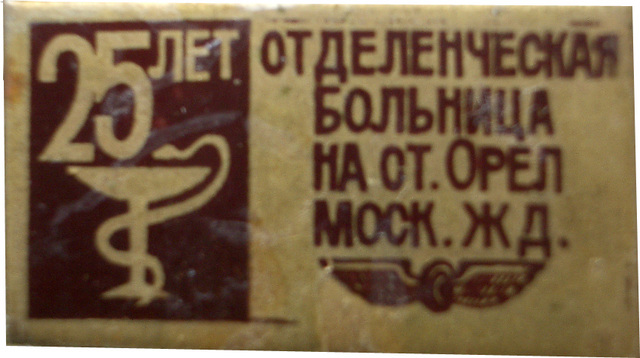 25 ЛЕТ
ОТДЕЛЕНЧЕСКАЯ
БОЛЬНИЦА
НА СТ. ОРЕЛ
МОСК. Ж Д.